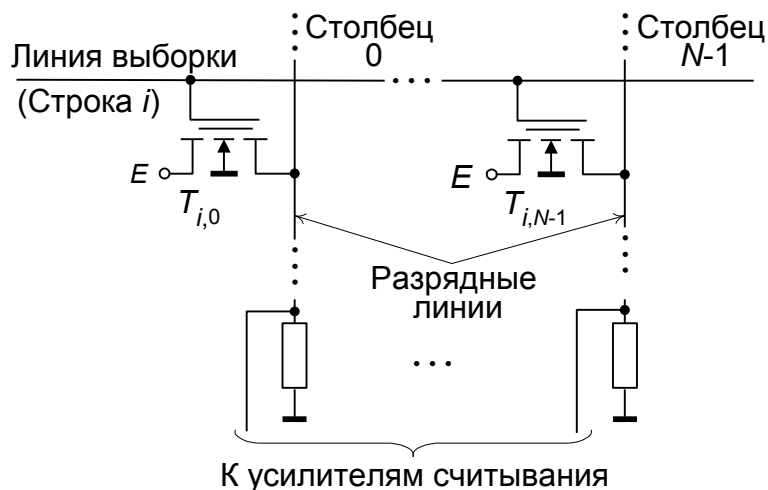 Столбец
0
Столбец
N-1
Линия выборки
(Строка i)
E
T i,0
E
T i,N-1
Разрядные
линии
К усилителям считывания